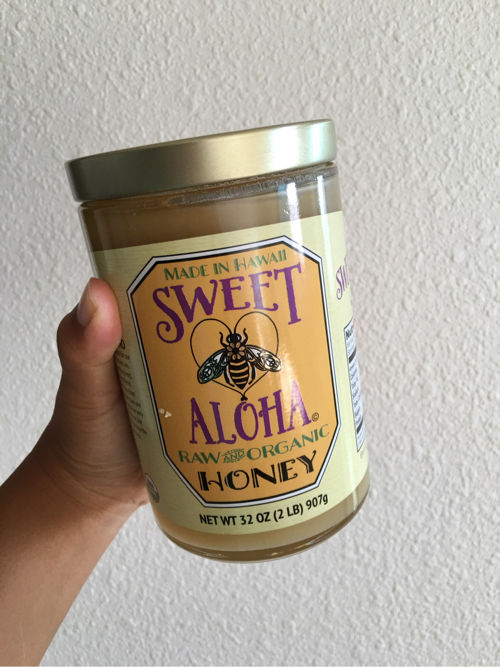 MADE IN HAWAII
SWEET
ALOHA©
RAW AND ORGANIC
HONEY
NET WT 32 OZ (2 LB) 907g